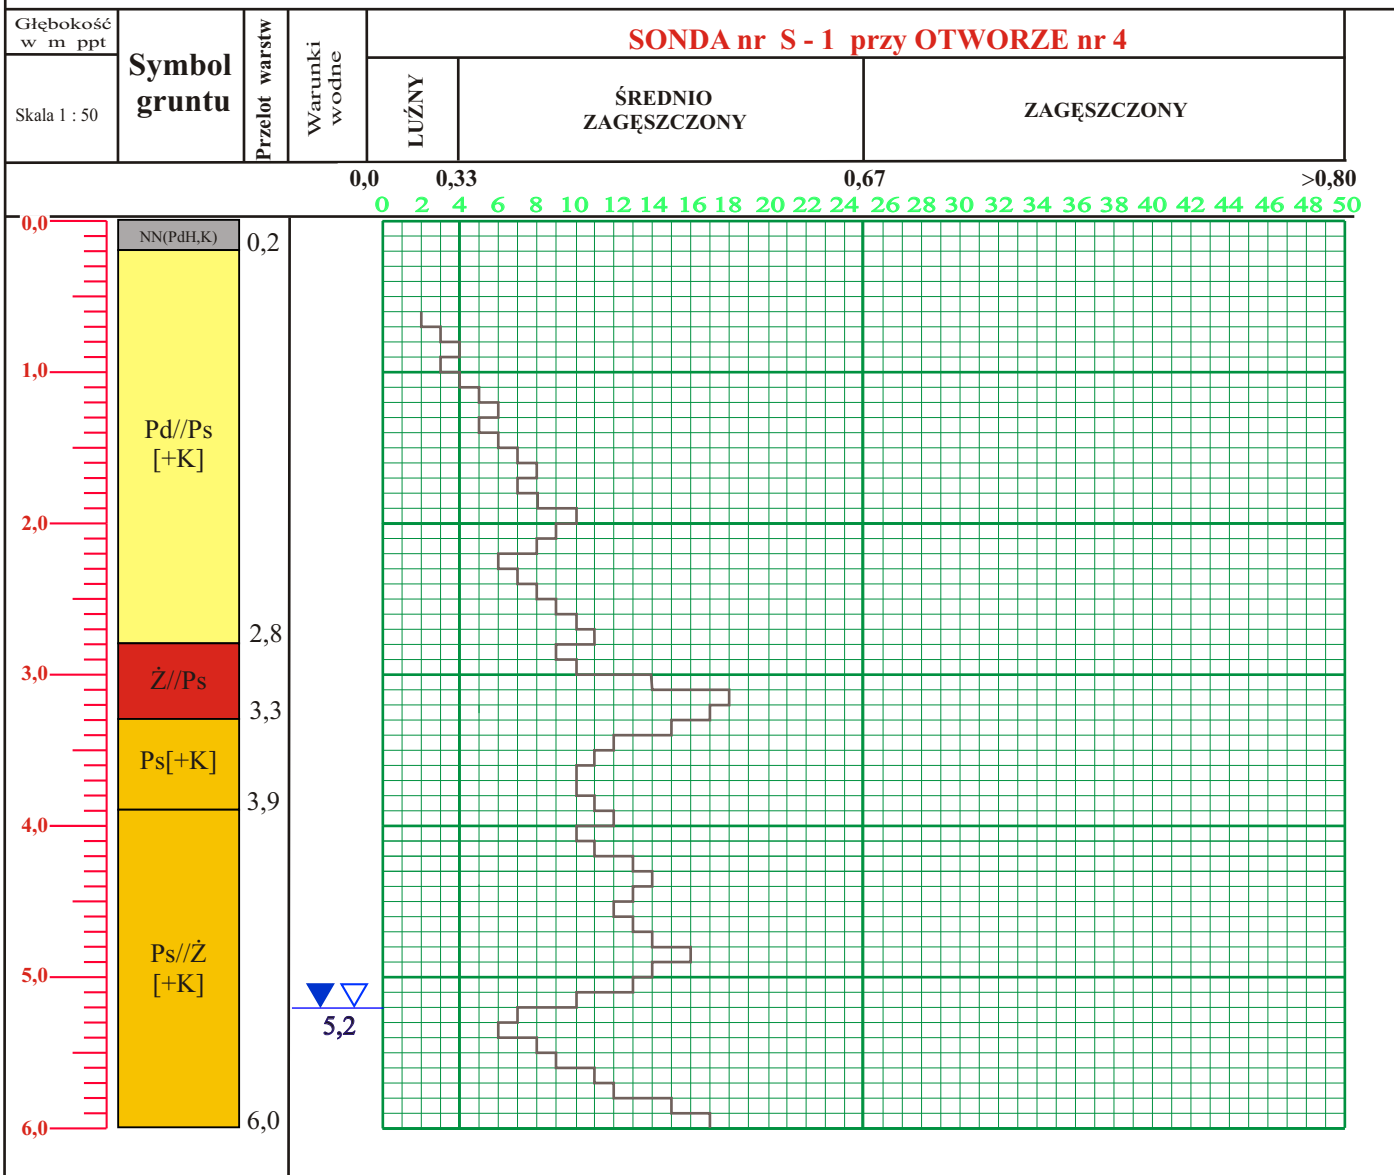 Głębokość
w m ppt
Skala 1 : 50
Symbol
gruntu
Przelot warstw
Warunki
wodne
SONDA nr S - 1 przy OTWORZE nr 4
LUŹNY
ŚREDNIO
ZAGĘSZCZONY
ZAGĘSZCZONY
0,0 0,33 0,67 >0,80
0 2 4 6 8 10 12 14 16 18 20 22 24 26 28 30 32 34 36 38 40 42 44 46 48 50
0,0
NN(PdH,K)
0,2
1,0
Pd//Ps
[+K]
2,0
2,8
3,0
Ż//Ps
3,3
Ps[+K]
3,9
4,0
Ps//Ż
[+K]
5,0
5,2
6,0
6,0